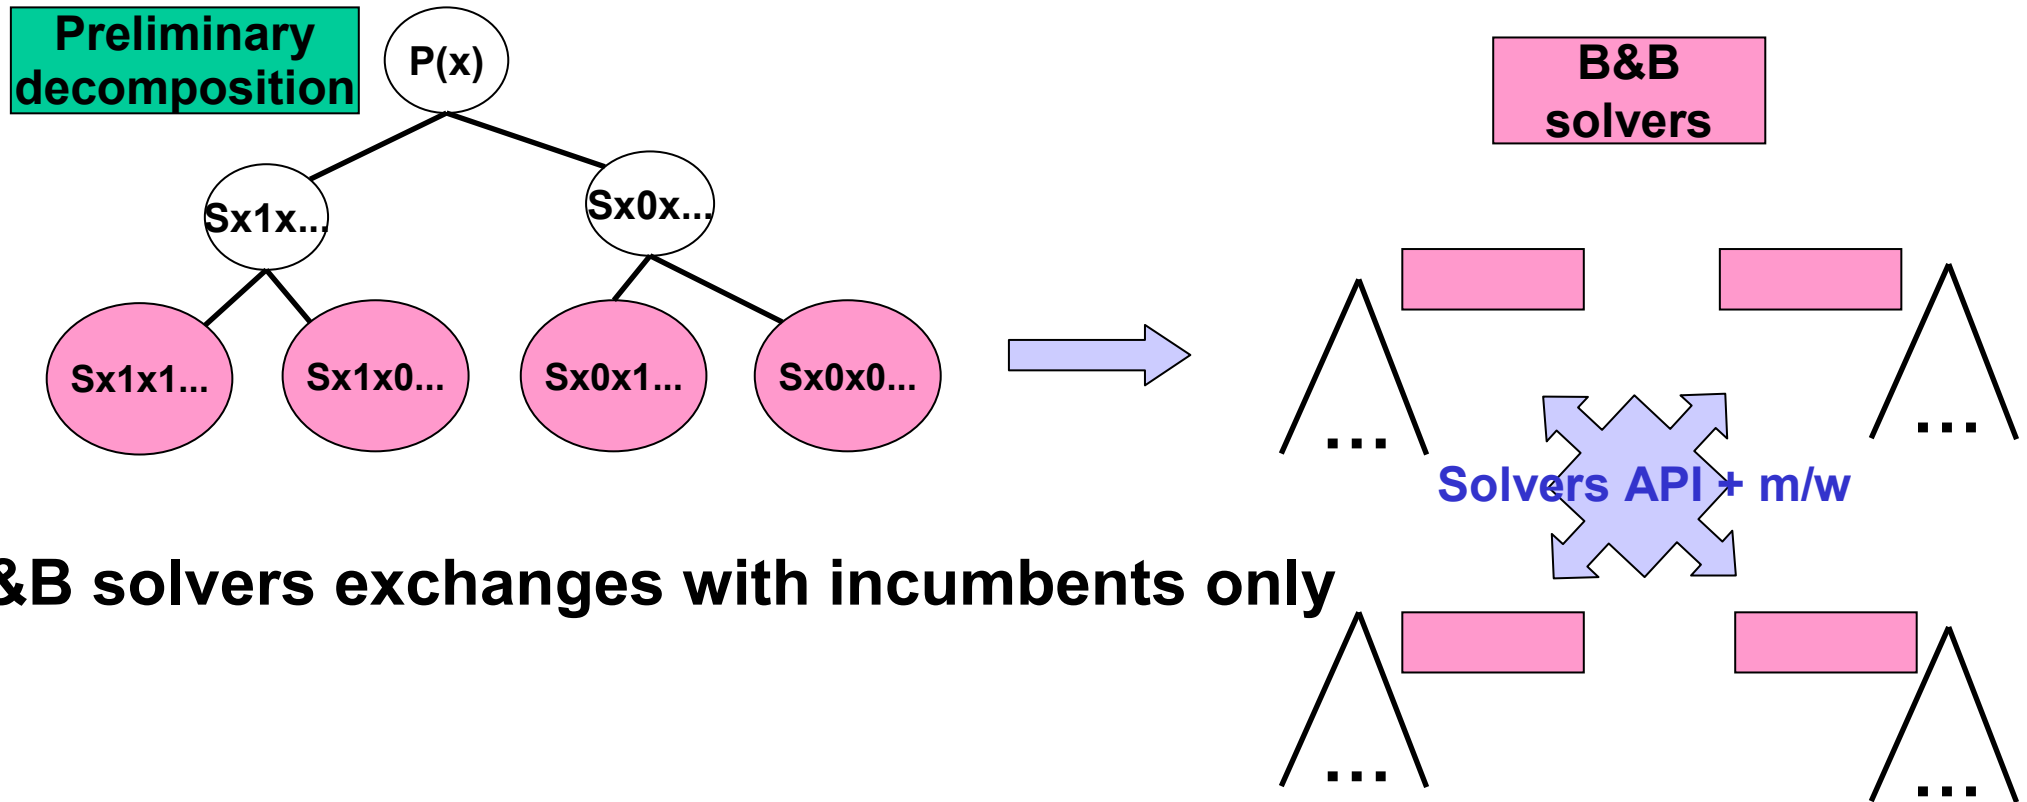 Preliminary
decomposition
P(x)
Sx1x...
Sx0x...
Sx1x1...
Sx1x0...
Sx0x1...
Sx0x0...
B&B
solvers
...
...
Solvers API + m/w
&B solvers exchanges with incumbents only
...
...